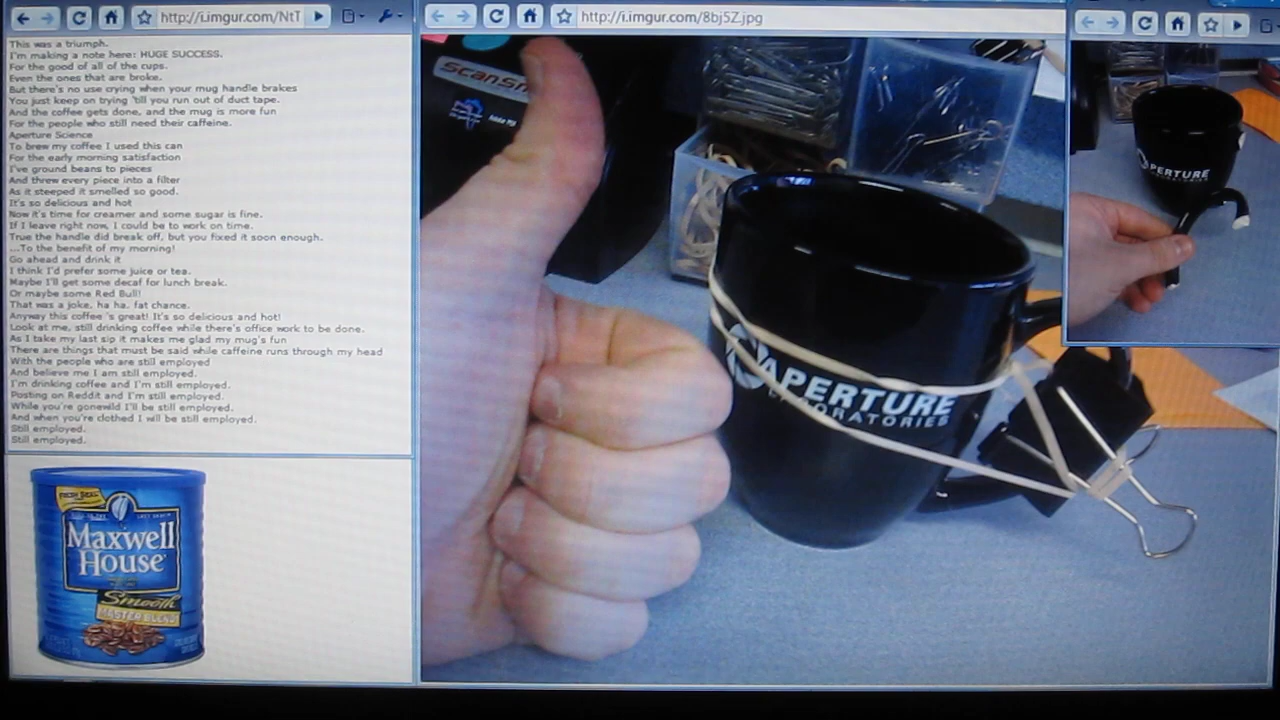 http://i.imgur.com/NtT
This was a triumph.
I'm making a note here: HUGE SUCCESS.
For the good of all of the cups.
Even the ones that are broke.
But there's no use crying when your mug handle brakes
You just keep on trying 'till you run out of duct tape.
And the coffee gets done, and the mug is more fun
For the people who still need their caffeine.
Aperture Science
To brew my coffee I used this can
For the early morning satisfaction
I've ground beans to pieces
And threw every piece into a filter
As it steeped it smelled so good.
It's so delicious and hot
Now it's time for creamer and some sugar is fine.
If I leave right now, I could be to work on time.
True the handle did break off, but you fixed it soon enough.
...To the benefit of my morning!
Go ahead and drink it
I think I'd prefer some juice or tea.
Maybe I'll get some decaf for lunch break.
Or maybe some Red Bull!
That was a joke, ha ha, fat chance.
Anyway this coffee 's great! It's so delicious and hot!
Look at me, still drinking coffee while there's office work to be done.
As I take my last sip it makes me glad my mug's fun
There are things that must be said while caffeine runs through my head
With the people who are still employed
And believe me I am still employed.
I'm drinking coffee and I'm still employed.
Posting on Reddit and I'm still employed.
While you're gonewild I'll be still employed.
And when you're clothed I will be still employed.
Still employed.
Still employed.
FRESH SEAL
Maxwell
House
Smooth
MASTER BLEND
http://i.imgur.com/8bj5Z.jpg
ScanSn
Adobe PDF
APERTURE
LABORATORIES
APERTURE
LABORATORIES